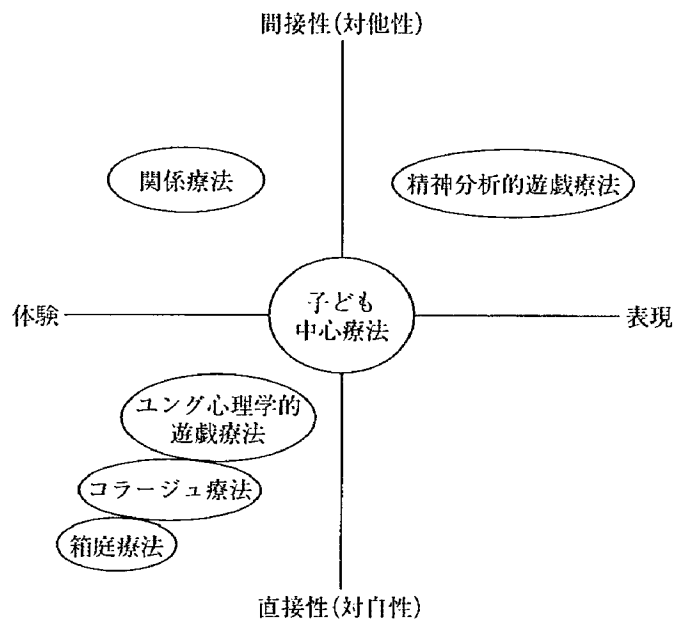 間接性(対他性)
関係療法
精神分析的遊戯療法
子ども
中心療法
体験
表現
ユング心理学的
遊戯療法
コラージュ療法
箱庭療法
直接性(対自性)